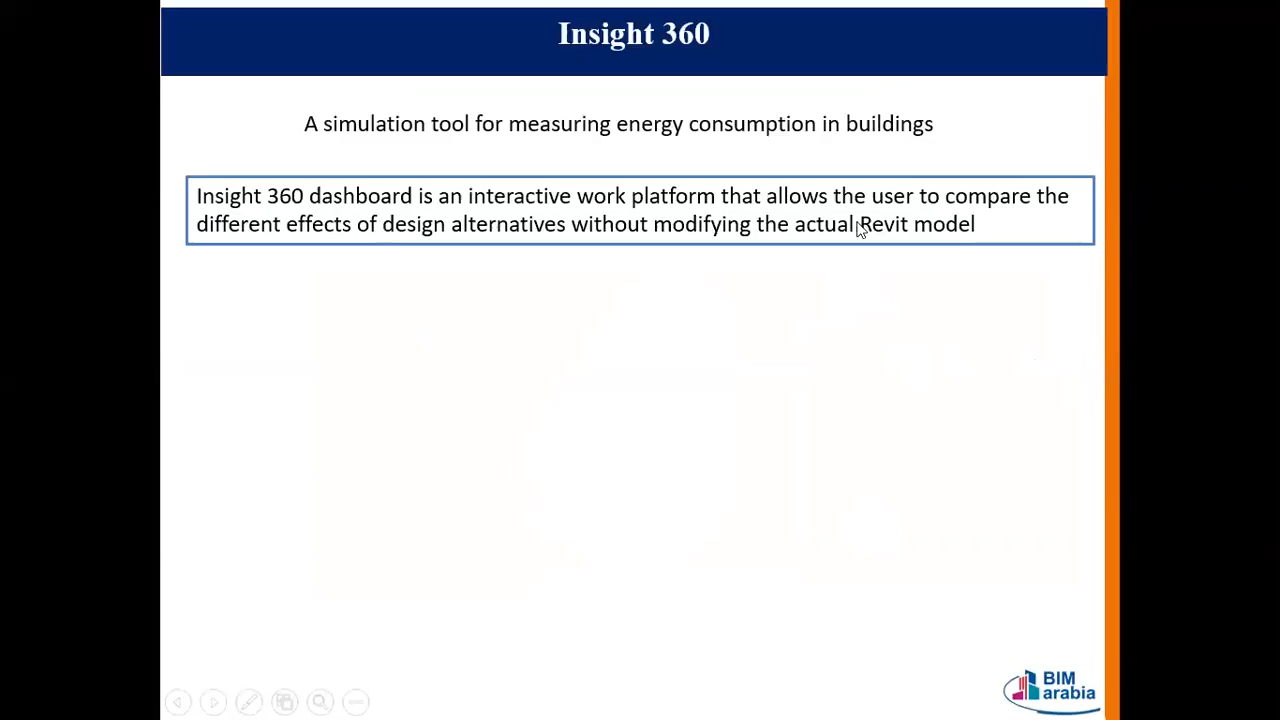 Insight 360
A simulation tool for measuring energy consumption in buildings
Insight 360 dashboard is an interactive work platform that allows the user to compare the
different effects of design alternatives without modifying the actual Revit model
BIM
arabia